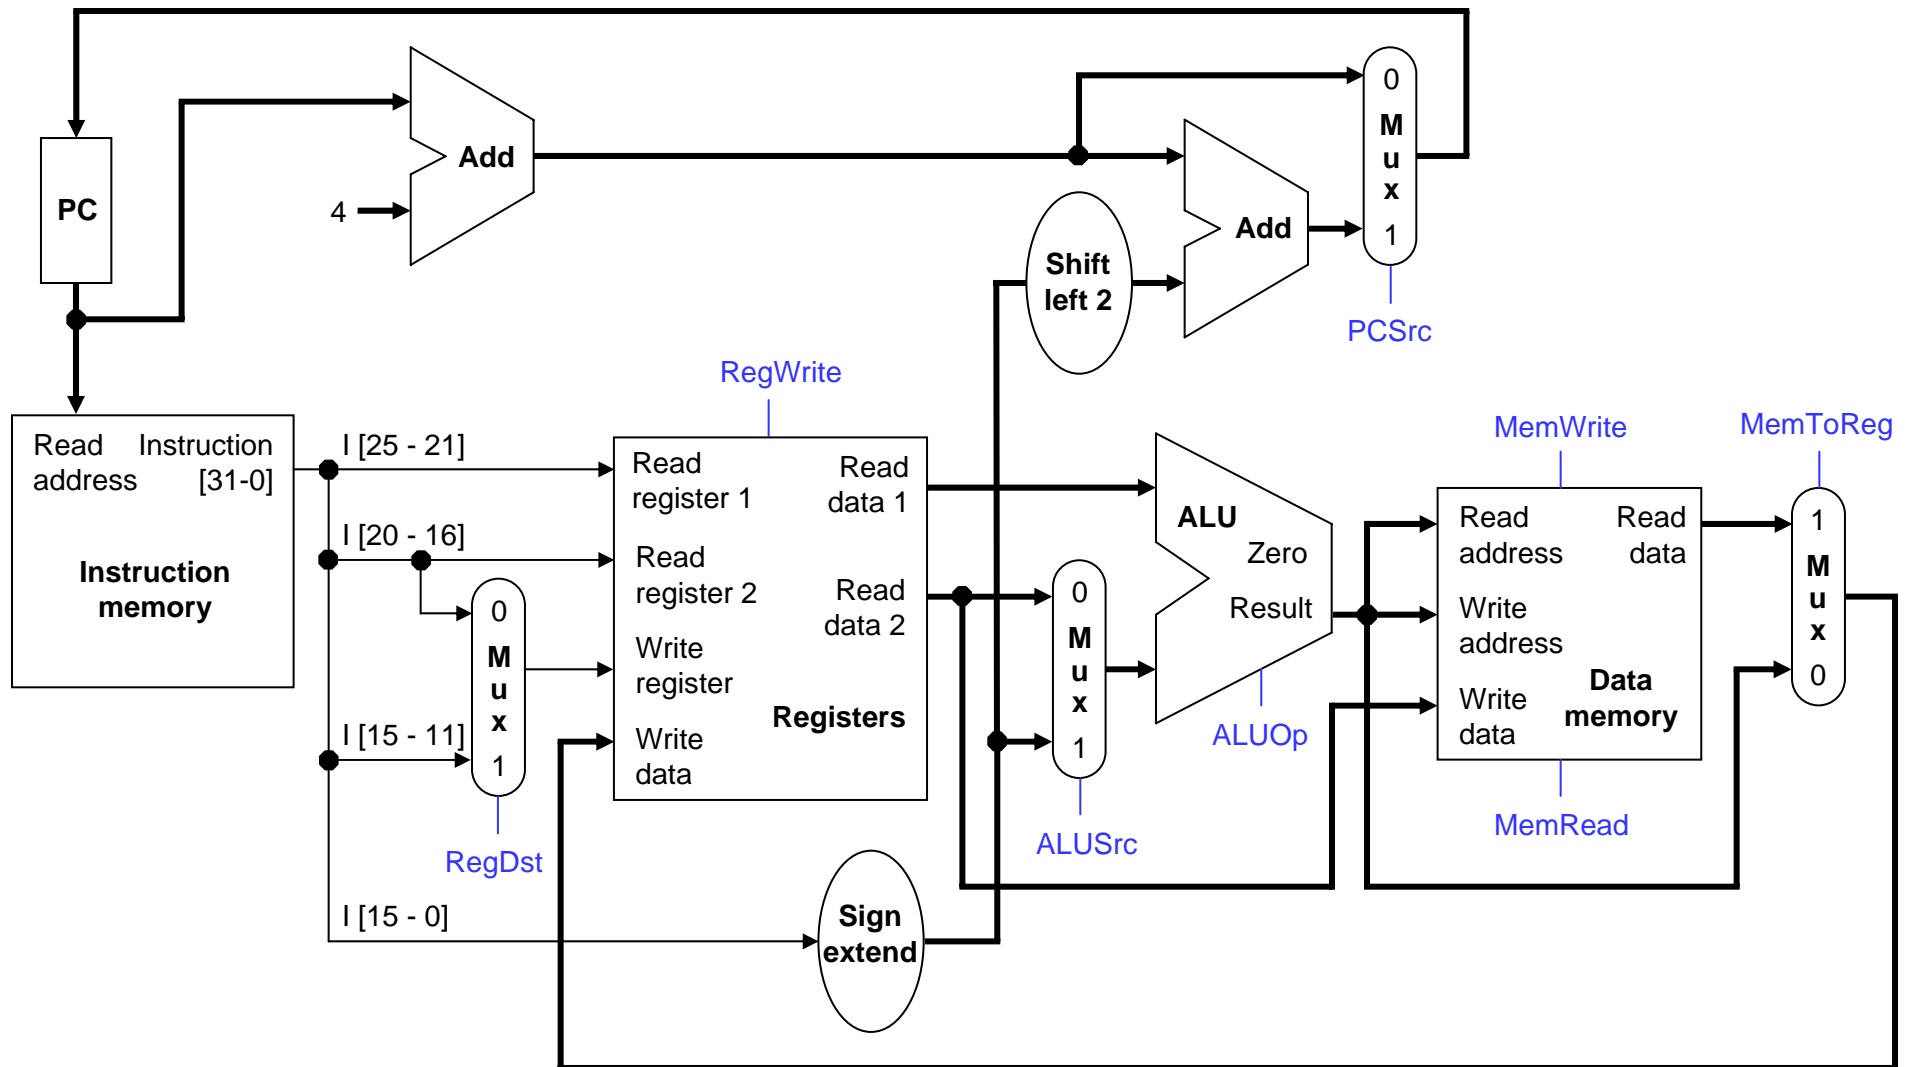 0
M
u
x
1
Add
PC
4
Add
Shift
left 2
PCSrc
RegWrite
Read
address
Instruction
[31-0]
Instruction
memory
I [25 - 21]
I [20 - 16]
I [15 - 11]
I [15 - 0]
0
M
u
x
1
RegDst
Read
register 1
Read
data 1
Read
register 2
Read
data 2
Write
register
Registers
Write
data
Sign
extend
0
M
u
x
1
ALUSrc
ALU
Zero
Result
ALUOp
MemWrite
Read
address
Read
data
Write
address
Write
data
Data
memory
MemRead
MemToReg
1
M
u
x
0